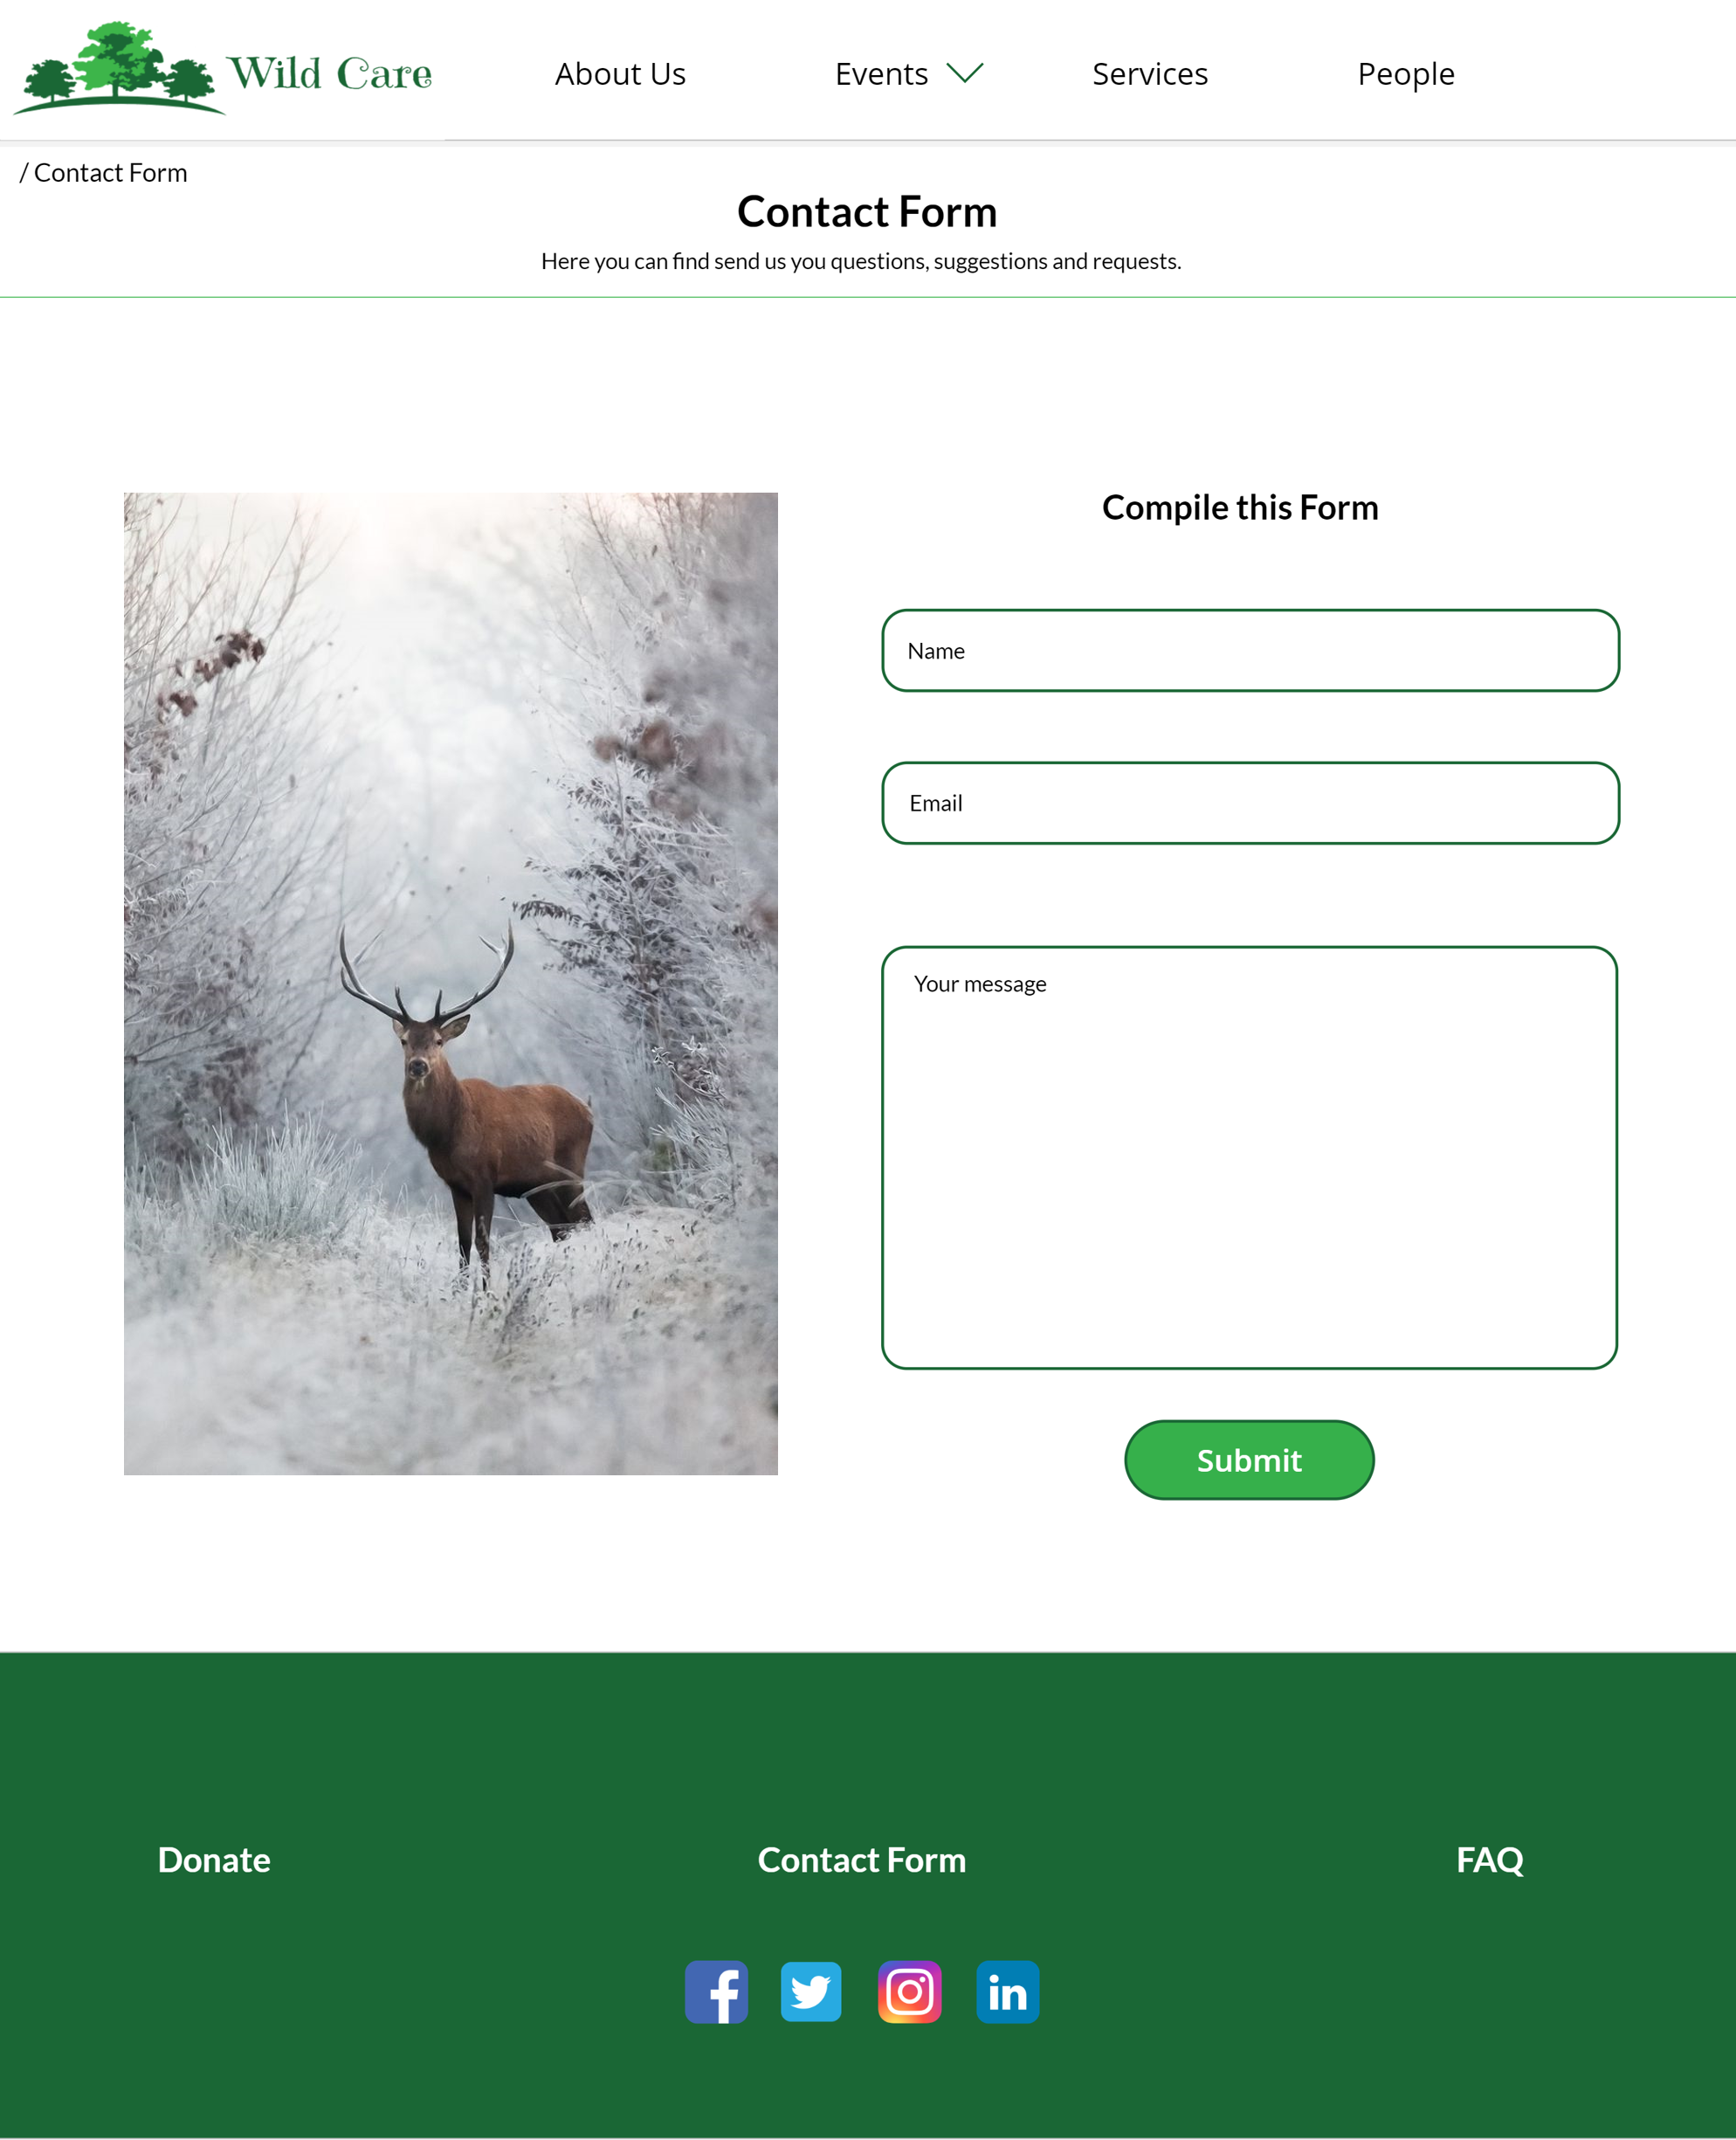 Wild Care
About Us
Events
Services
People
/ Contact Form
Contact Form
Here you can find send us you questions, suggestions and requests.
Compile this Form
Name
Email
Your message
Submit
Donate
Contact Form
FAQ